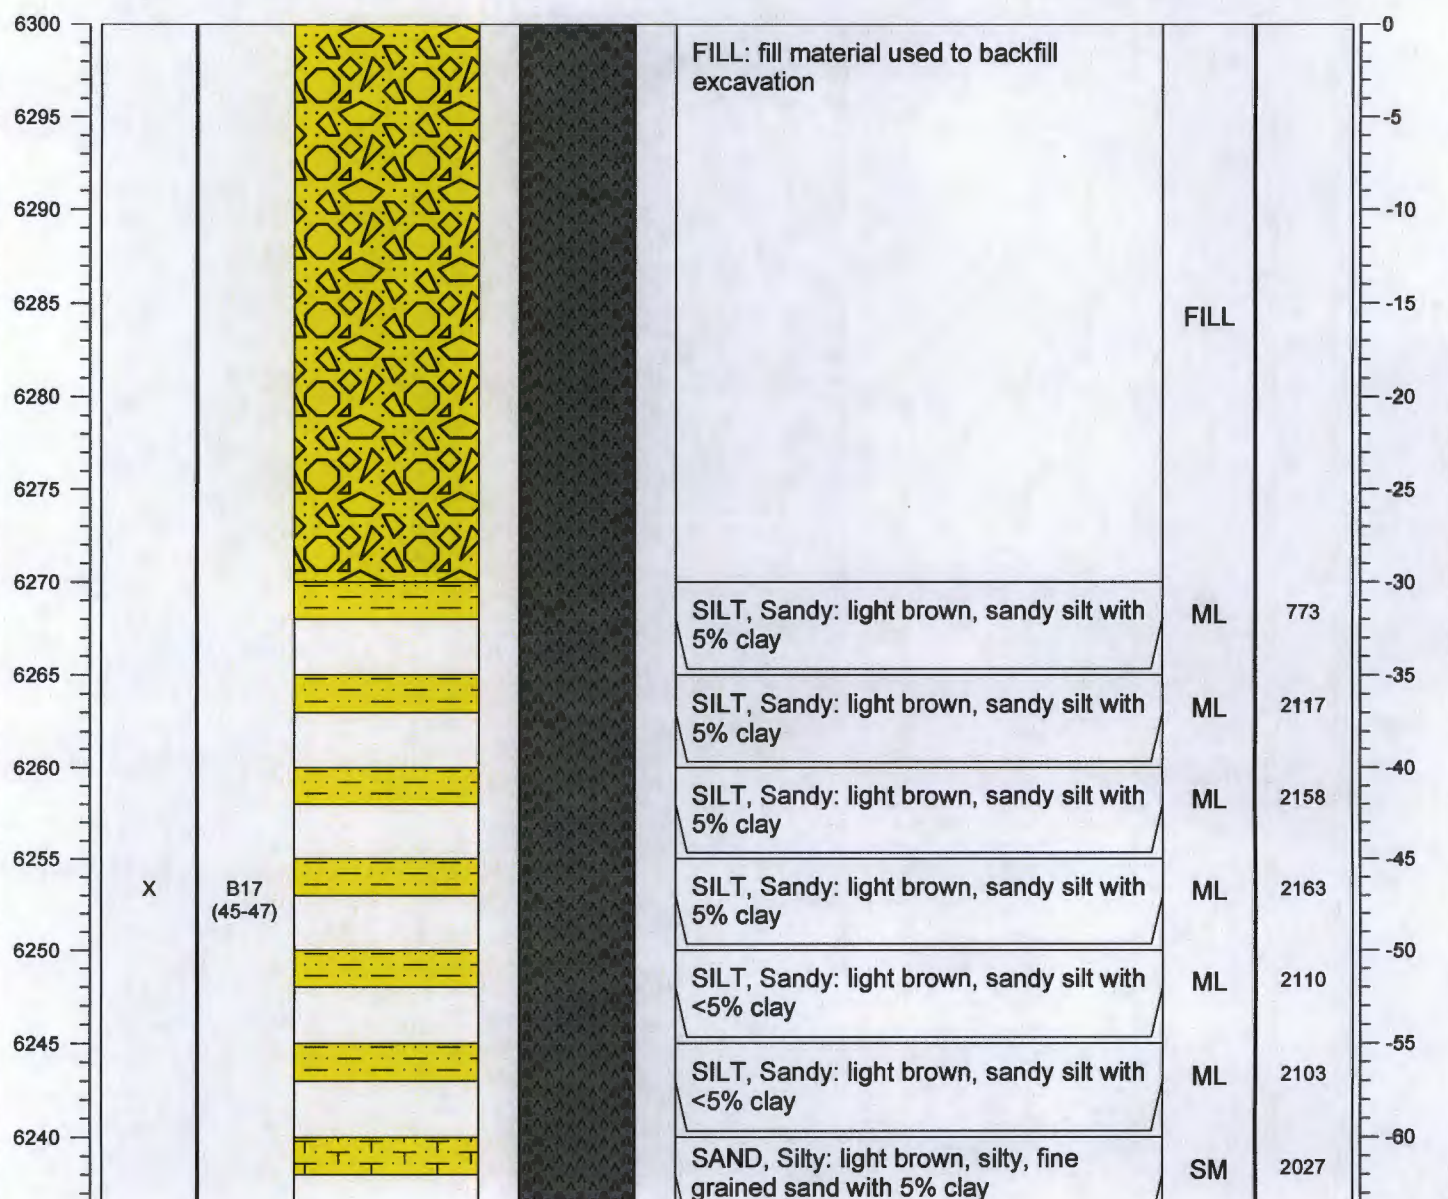 6300
0
FILL: fill material used to backfill
excavation
6295
-5
6290
-10
6285
-15
FILL
6280
-20
6275
-25
6270
-30
SILT, Sandy: light brown, sandy silt with
5% clay
ML
773
6265
-35
SILT, Sandy: light brown, sandy silt with
5% clay
ML
2117
6260
-40
SILT, Sandy: light brown, sandy silt with
5% clay
ML
2158
6255
-45
X
B17
(45-47)
SILT, Sandy: light brown, sandy silt with
5% clay
ML
2163
6250
-50
SILT, Sandy: light brown, sandy silt with
<5% clay
ML
2110
6245
-55
SILT, Sandy: light brown, sandy silt with
<5% clay
ML
2103
6240
-60
SAND, Silty: light brown, silty, fine
grained sand with 5% clay
SM
2027